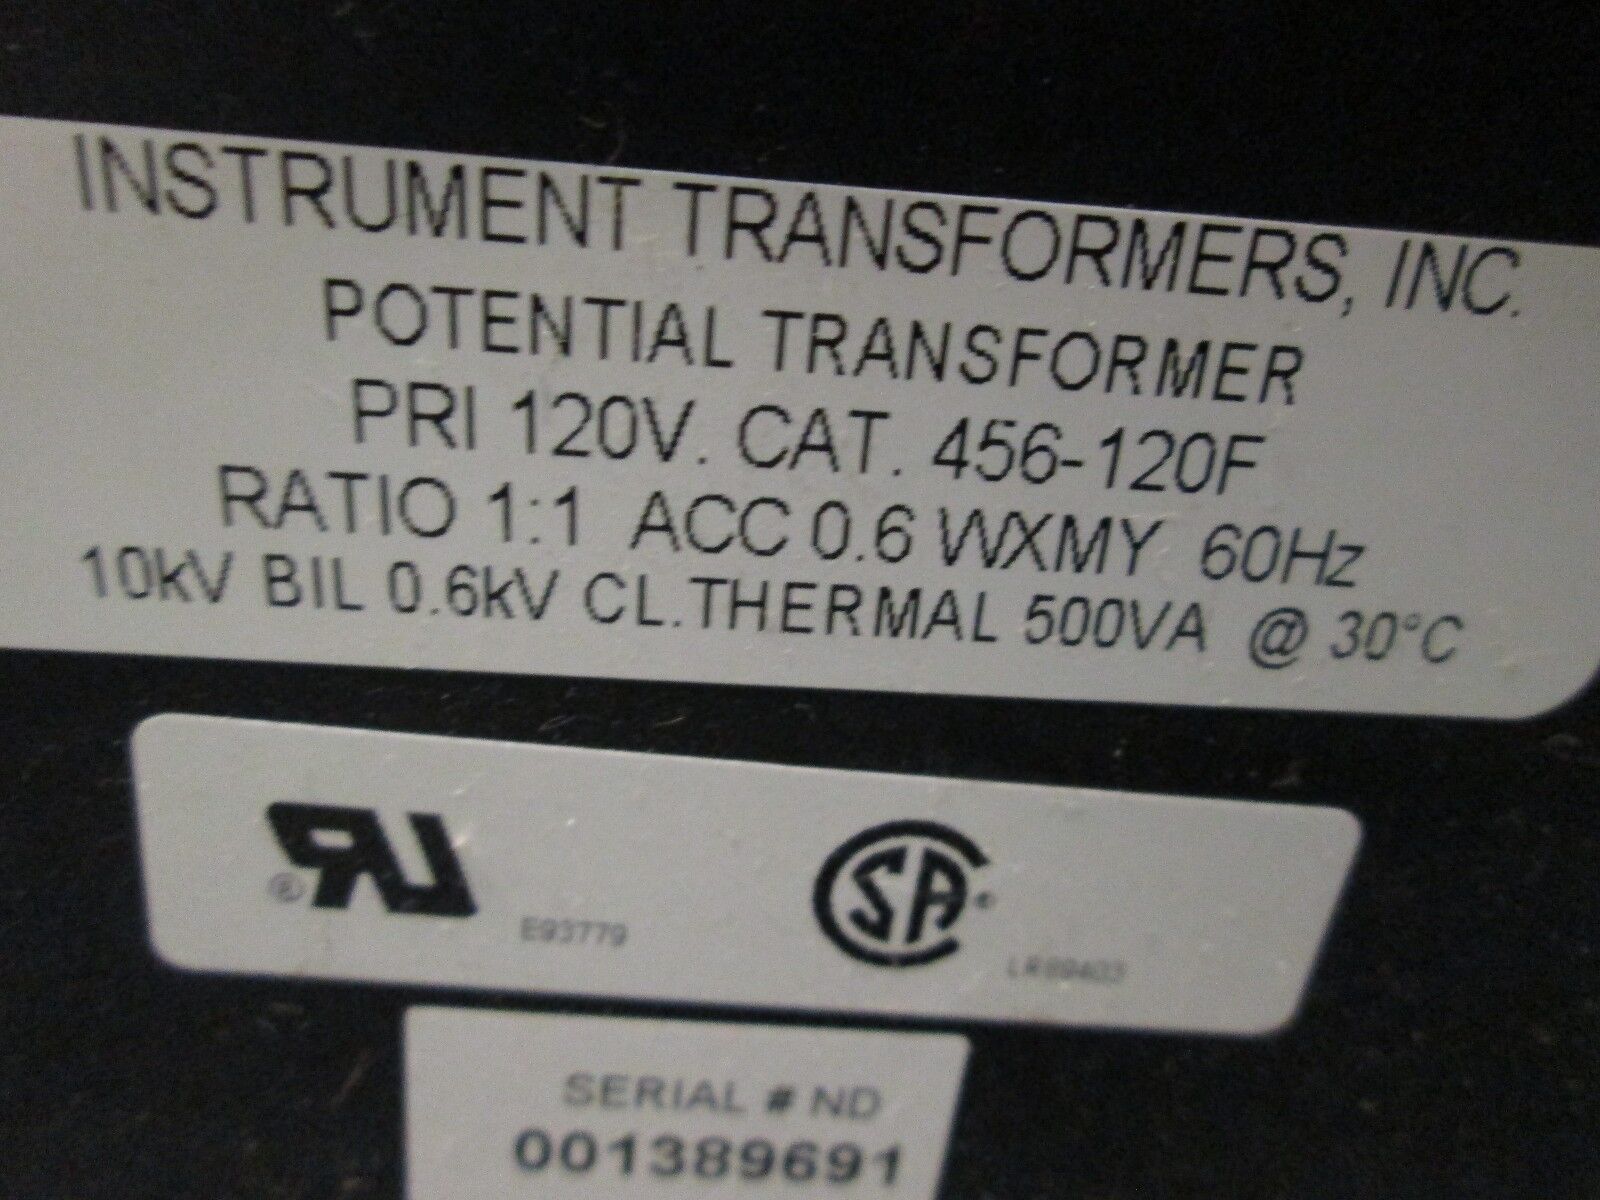 INSTRUMENT TRANSFORMERS, INC.
POTENTIAL TRANSFORMER
PRI 120V. CAT. 456-120F
RATIO 1:1 ACC 0.6 WXMY 60Hz
10kV BIL 0.6kV CL.THERMAL 500VA @ 30°C
E93779
LR89403
SERIAL # ND
001389691